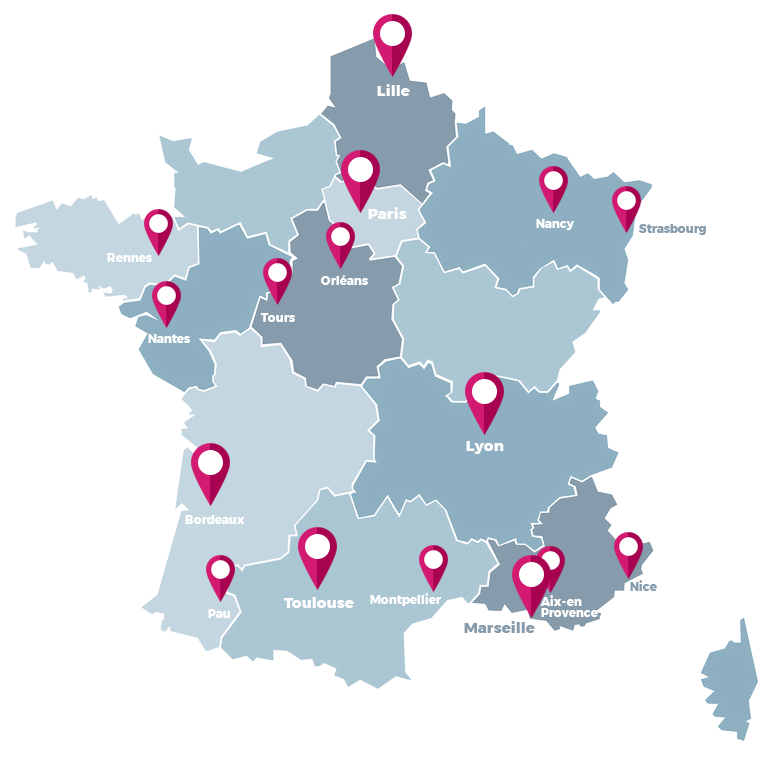 Lille
Paris
Nancy
Strasbourg
Rennes
Orléans
Tours
Nantes
Lyon
Bordeaux
Nice
Montpellier
Toulouse
Aix-en
Provence
Pau
Marseille